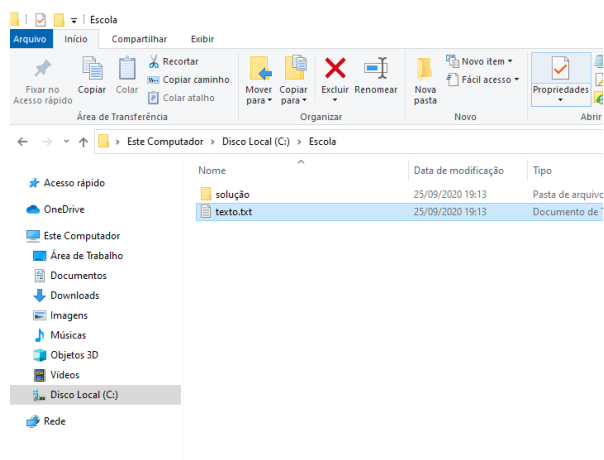 Escola
Arquivo Início Compartilhar Exibir
Fixar no Acesso rápido
Copiar
Colar
Recortar
Copiar caminho
Colar atalho
Área de Transferência
Mover para
Copiar para
Excluir
Renomear
Organizar
Nova pasta
Novo item
Fácil acesso
Novo
Propriedades
Abrir
Este Computador > Disco Local (C:) > Escola
Nome Data de modificação Tipo
solução 25/09/2020 19:13 Pasta de arquivo
texto.txt 25/09/2020 19:13 Documento de T
Acesso rápido
OneDrive
Este Computador
Área de Trabalho
Documentos
Downloads
Imagens
Músicas
Objetos 3D
Vídeos
Disco Local (C:)
Rede